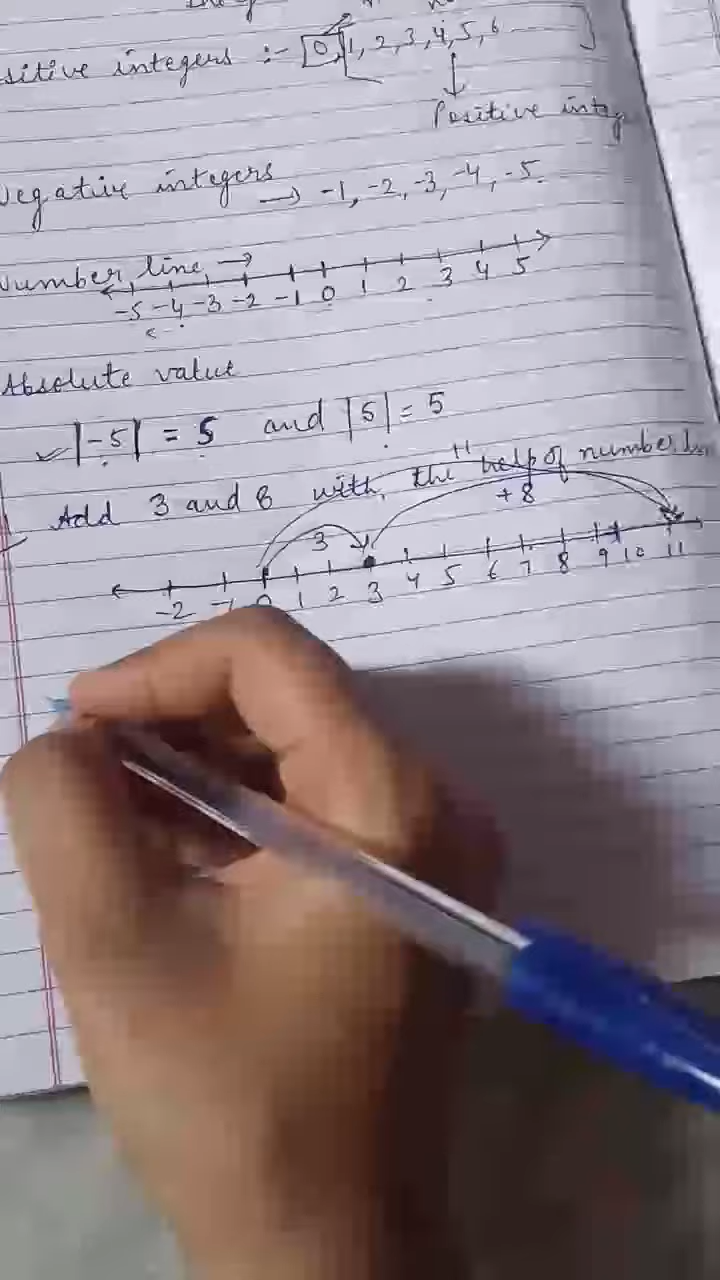 sitive integers :- 0, 1, 2, 3, 4, 5, 6
Positive integ
Negative integers → -1, -2, -3, -4, -5.
Number line →
-5 -4 -3 -2 -1 0 1 2 3 4 5
Absolute value
|-5| = 5 and |5| = 5
Add 3 and 8 with the help of number
11
3 +8
-2 -1 0 1 2 3 4 5 6 7 8 9 10 11